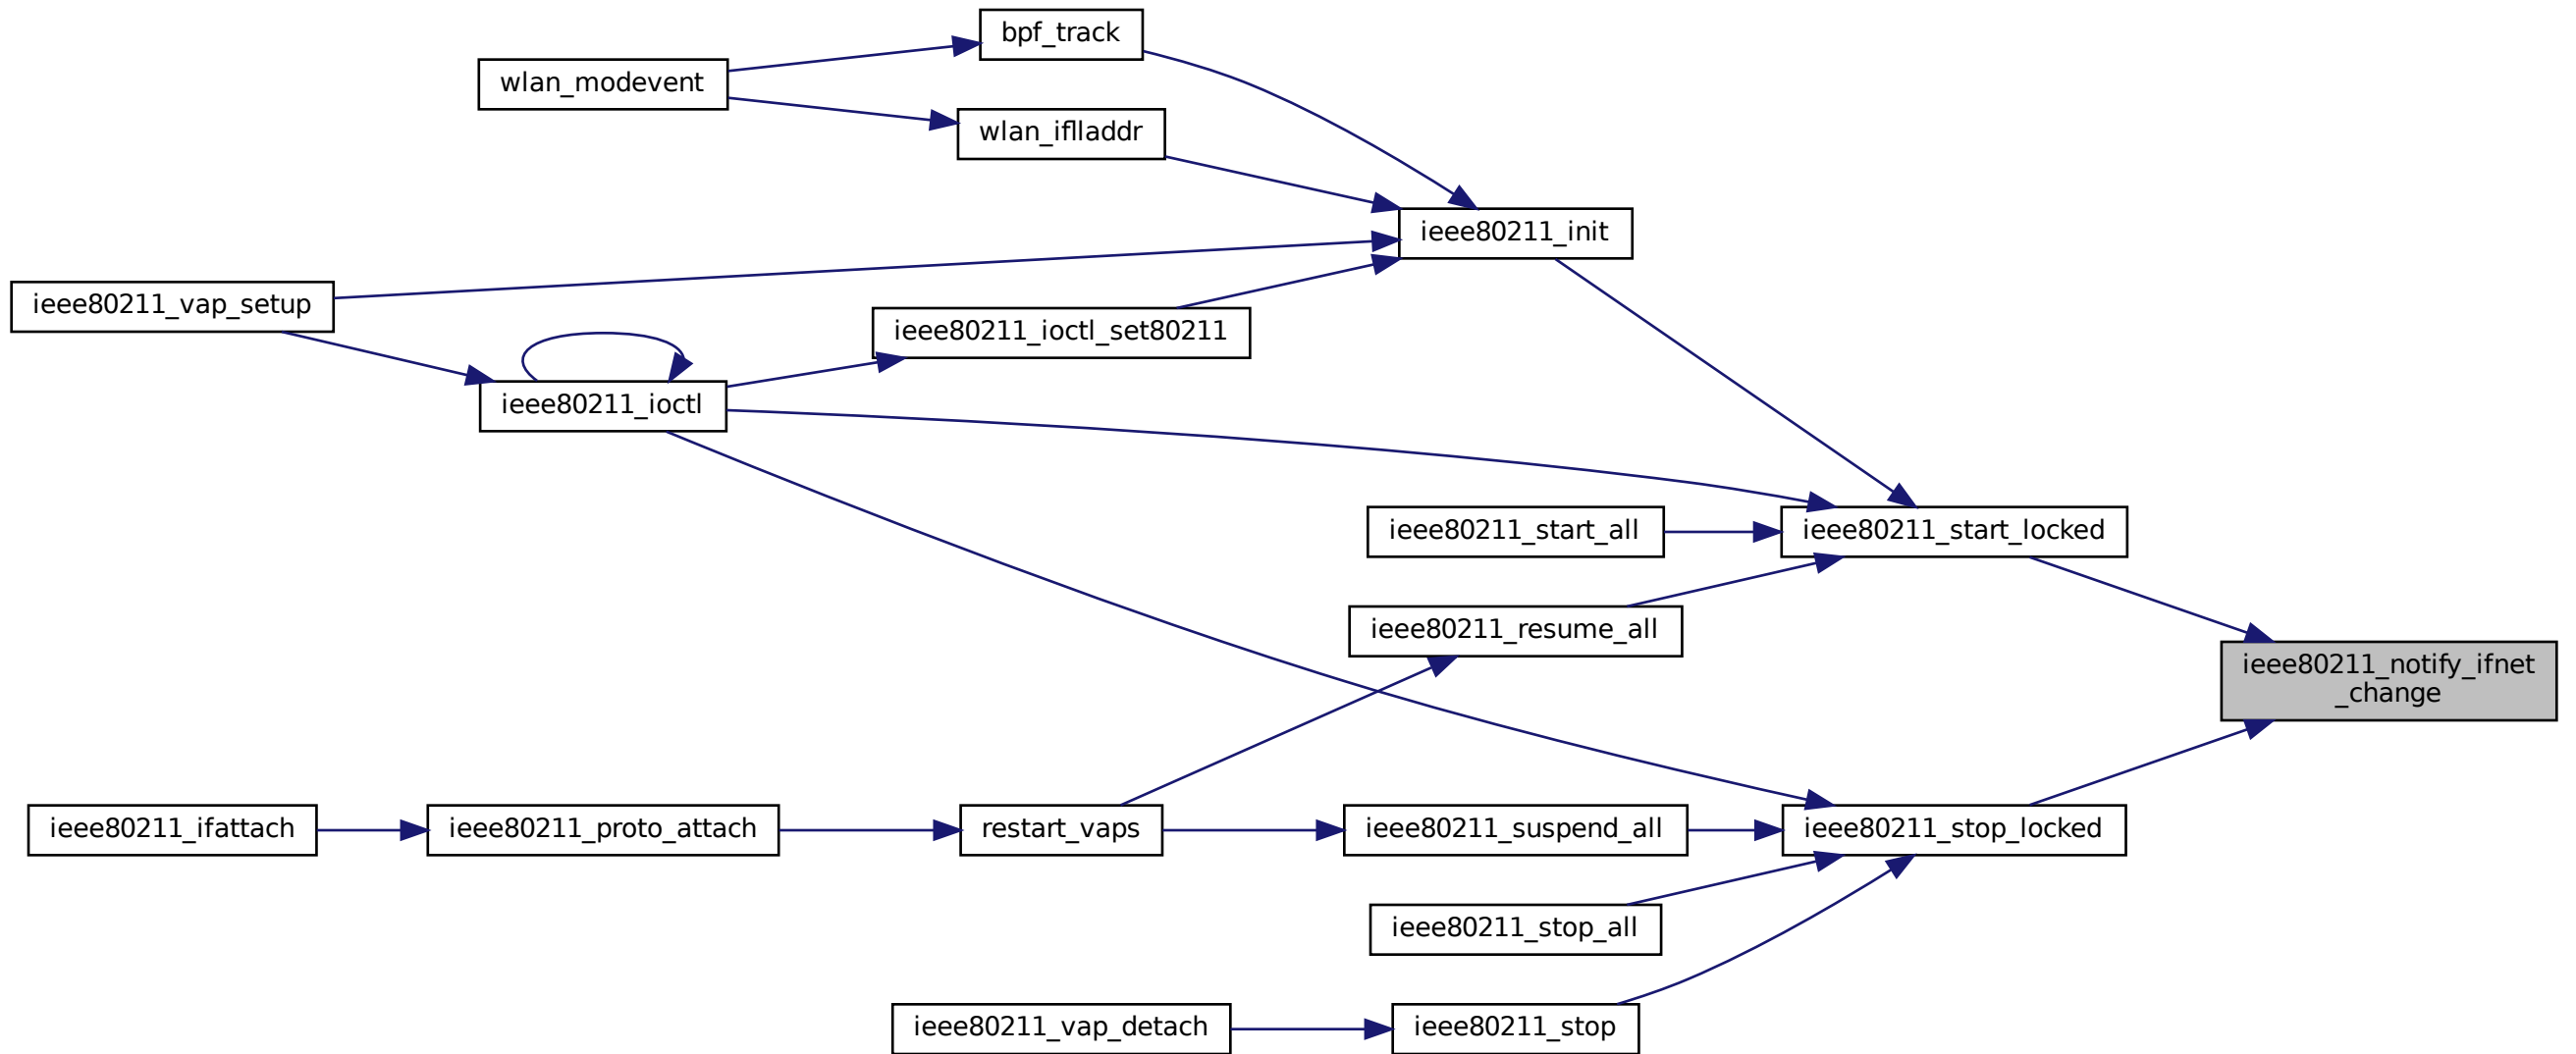 bpf_track
wlan_modevent
wlan_iflladdr
ieee80211_init
ieee80211_vap_setup
ieee80211_ioctl_set80211
ieee80211_ioctl
ieee80211_start_all
ieee80211_start_locked
ieee80211_resume_all
ieee80211_notify_ifnet
_change
ieee80211_ifattach
ieee80211_proto_attach
restart_vaps
ieee80211_suspend_all
ieee80211_stop_locked
ieee80211_stop_all
ieee80211_vap_detach
ieee80211_stop